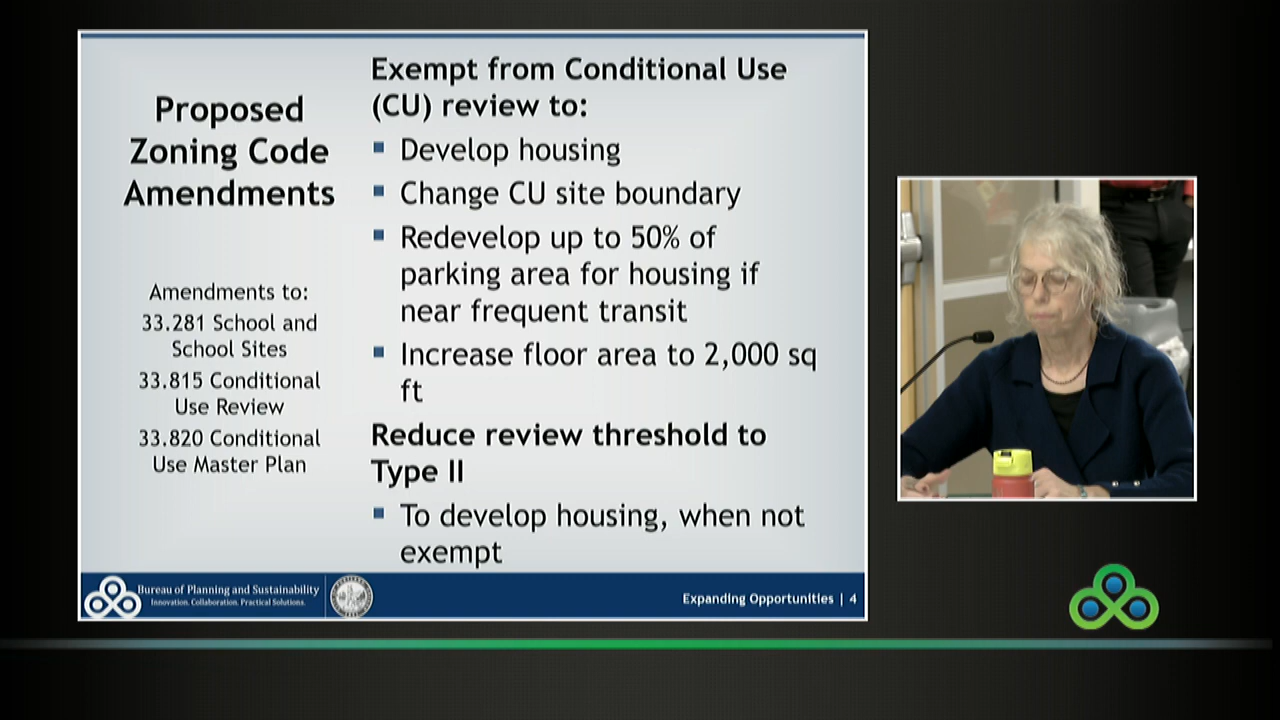 Proposed
Zoning Code
Amendments
Amendments to:
33.281 School and
School Sites
33.815 Conditional
Use Review
33.820 Conditional
Use Master Plan
Exempt from Conditional Use
(CU) review to:
Develop housing
Change CU site boundary
Redevelop up to 50% of
parking area for housing if
near frequent transit
Increase floor area to 2,000 sq
ft
Reduce review threshold to
Type II
To develop housing, when not
exempt
Bureau of Planning and Sustainability
Innovation. Collaboration. Practical Solutions.
Expanding Opportunities | 4